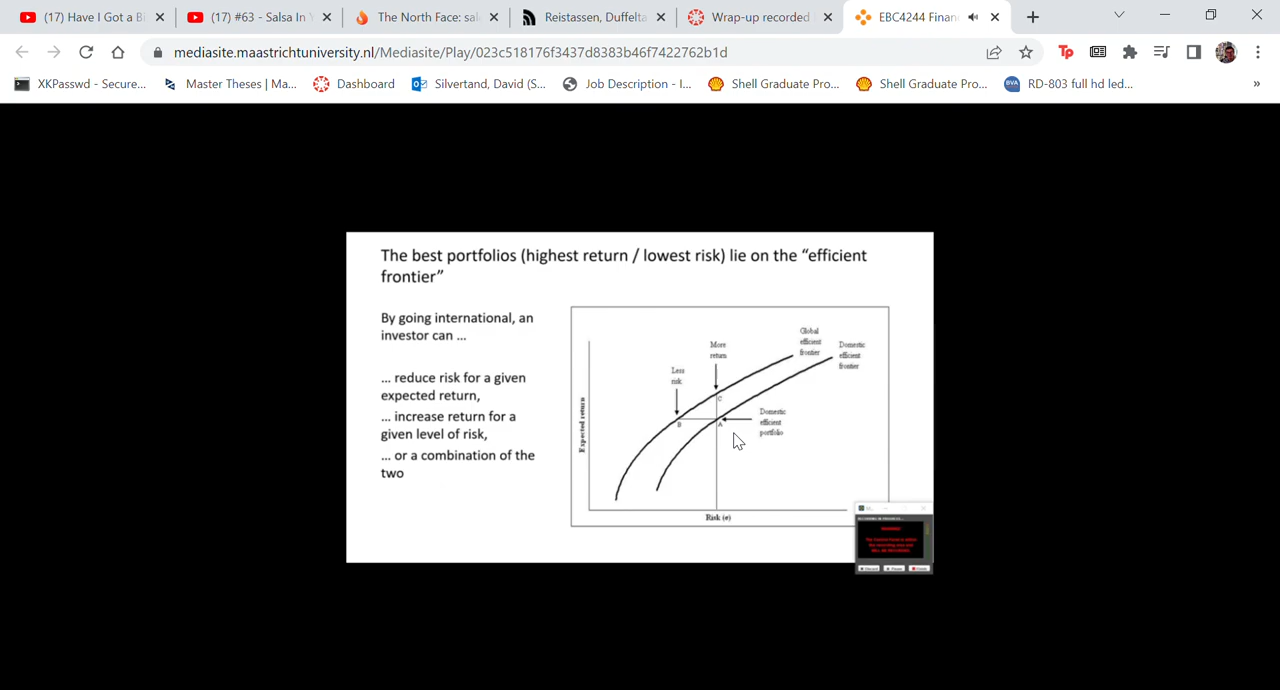 (17) Have I Got a Bi
(17) #63 - Salsa In Y
The North Face: sal
Reistassen, Duffelta
Wrap-up recorded
EBC4244 Finan
mediasite.maastrichtuniversity.nl/Mediasite/Play/023c518176f3437d8383b46f7422762b1d
Tp
XKPasswd - Secure...
Master Theses | Ma...
Dashboard
Silvertand, David (S...
Job Description - I...
Shell Graduate Pro...
Shell Graduate Pro...
BVA
RD-803 full hd led...
»
The best portfolios (highest return / lowest risk) lie on the “efficient
frontier”
By going international, an
investor can ...
... reduce risk for a given
expected return,
... increase return for a
given level of risk,
... or a combination of the
two
Global
efficient
frontier
Domestic
efficient
frontier
More
return
Less
risk
C
B
A
Domestic
efficient
portfolio
Expected return
Risk (σ)